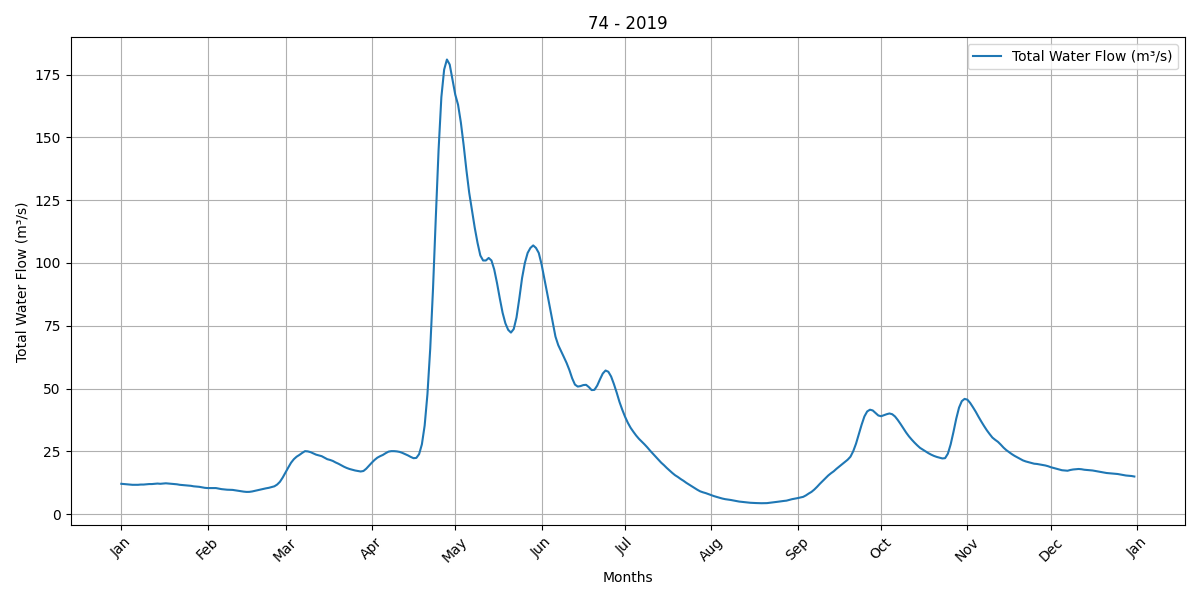 74 - 2019
Total Water Flow (m³/s)
Total Water Flow (m³/s)
175
150
125
100
75
50
25
0
Jan
Feb
Mar
Apr
May
Jun
Jul
Aug
Sep
Oct
Nov
Dec
Jan
Months